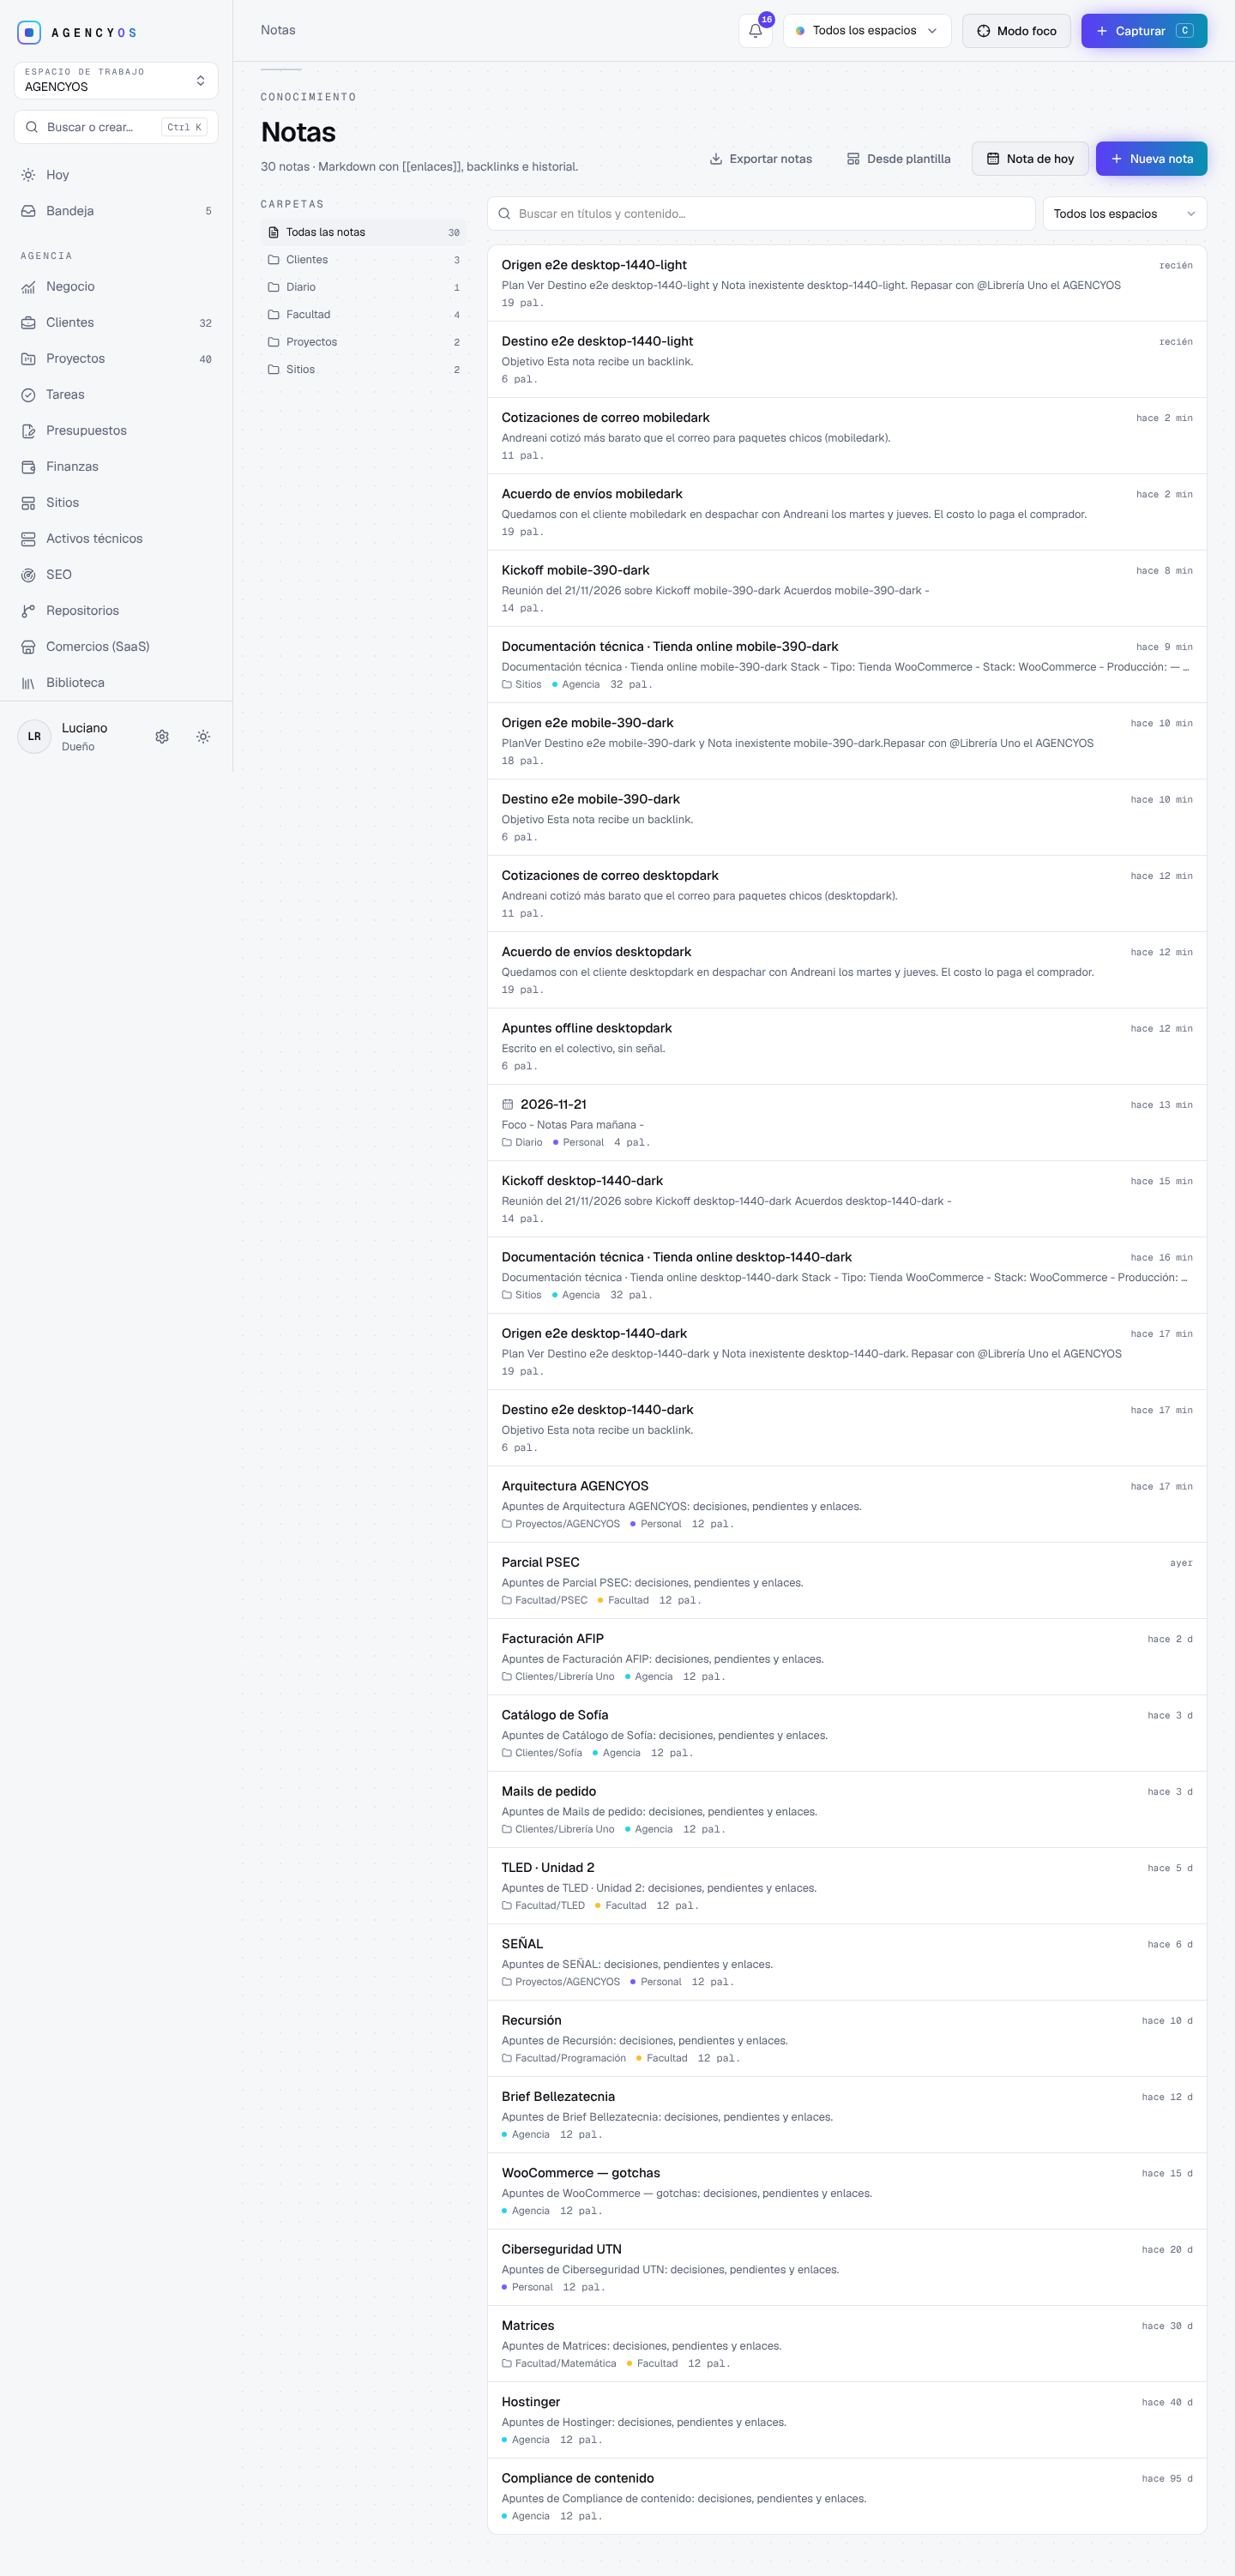 AGENCYOS
ESPACIO DE TRABAJO
AGENCYOS
Buscar o crear… Ctrl K
Hoy
Bandeja 5
AGENCIA
Negocio
Clientes 32
Proyectos 40
Tareas
Presupuestos
Finanzas
Sitios
Activos técnicos
SEO
Repositorios
Comercios (SaaS)
Biblioteca
LR
Luciano
Dueño
Notas
16
Todos los espacios
Modo foco
Capturar C
CONOCIMIENTO
Notas
30 notas · Markdown con [[enlaces]], backlinks e historial.
Exportar notas
Desde plantilla
Nota de hoy
Nueva nota
CARPETAS
Todas las notas 30
Clientes 3
Diario 1
Facultad 4
Proyectos 2
Sitios 2
Buscar en títulos y contenido…
Todos los espacios
Origen e2e desktop-1440-light recién
Plan Ver Destino e2e desktop-1440-light y Nota inexistente desktop-1440-light. Repasar con @Librería Uno el AGENCYOS
19 pal.
Destino e2e desktop-1440-light recién
Objetivo Esta nota recibe un backlink.
6 pal.
Cotizaciones de correo mobiledark hace 2 min
Andreani cotizó más barato que el correo para paquetes chicos (mobiledark).
11 pal.
Acuerdo de envíos mobiledark hace 2 min
Quedamos con el cliente mobiledark en despachar con Andreani los martes y jueves. El costo lo paga el comprador.
19 pal.
Kickoff mobile-390-dark hace 8 min
Reunión del 21/11/2026 sobre Kickoff mobile-390-dark Acuerdos mobile-390-dark -
14 pal.
Documentación técnica · Tienda online mobile-390-dark hace 9 min
Documentación técnica · Tienda online mobile-390-dark Stack - Tipo: Tienda WooCommerce - Stack: WooCommerce - Producción: — …
Sitios Agencia 32 pal.
Origen e2e mobile-390-dark hace 10 min
PlanVer Destino e2e mobile-390-dark y Nota inexistente mobile-390-dark.Repasar con @Librería Uno el AGENCYOS
18 pal.
Destino e2e mobile-390-dark hace 10 min
Objetivo Esta nota recibe un backlink.
6 pal.
Cotizaciones de correo desktopdark hace 12 min
Andreani cotizó más barato que el correo para paquetes chicos (desktopdark).
11 pal.
Acuerdo de envíos desktopdark hace 12 min
Quedamos con el cliente desktopdark en despachar con Andreani los martes y jueves. El costo lo paga el comprador.
19 pal.
Apuntes offline desktopdark hace 12 min
Escrito en el colectivo, sin señal.
6 pal.
2026-11-21 hace 13 min
Foco - Notas Para mañana -
Diario Personal 4 pal.
Kickoff desktop-1440-dark hace 15 min
Reunión del 21/11/2026 sobre Kickoff desktop-1440-dark Acuerdos desktop-1440-dark -
14 pal.
Documentación técnica · Tienda online desktop-1440-dark hace 16 min
Documentación técnica · Tienda online desktop-1440-dark Stack - Tipo: Tienda WooCommerce - Stack: WooCommerce - Producción: …
Sitios Agencia 32 pal.
Origen e2e desktop-1440-dark hace 17 min
Plan Ver Destino e2e desktop-1440-dark y Nota inexistente desktop-1440-dark. Repasar con @Librería Uno el AGENCYOS
19 pal.
Destino e2e desktop-1440-dark hace 17 min
Objetivo Esta nota recibe un backlink.
6 pal.
Arquitectura AGENCYOS hace 17 min
Apuntes de Arquitectura AGENCYOS: decisiones, pendientes y enlaces.
Proyectos/AGENCYOS Personal 12 pal.
Parcial PSEC ayer
Apuntes de Parcial PSEC: decisiones, pendientes y enlaces.
Facultad/PSEC Facultad 12 pal.
Facturación AFIP hace 2 d
Apuntes de Facturación AFIP: decisiones, pendientes y enlaces.
Clientes/Librería Uno Agencia 12 pal.
Catálogo de Sofía hace 3 d
Apuntes de Catálogo de Sofía: decisiones, pendientes y enlaces.
Clientes/Sofía Agencia 12 pal.
Mails de pedido hace 3 d
Apuntes de Mails de pedido: decisiones, pendientes y enlaces.
Clientes/Librería Uno Agencia 12 pal.
TLED · Unidad 2 hace 5 d
Apuntes de TLED · Unidad 2: decisiones, pendientes y enlaces.
Facultad/TLED Facultad 12 pal.
SEÑAL hace 6 d
Apuntes de SEÑAL: decisiones, pendientes y enlaces.
Proyectos/AGENCYOS Personal 12 pal.
Recursión hace 10 d
Apuntes de Recursión: decisiones, pendientes y enlaces.
Facultad/Programación Facultad 12 pal.
Brief Bellezatecnia hace 12 d
Apuntes de Brief Bellezatecnia: decisiones, pendientes y enlaces.
Agencia 12 pal.
WooCommerce — gotchas hace 15 d
Apuntes de WooCommerce — gotchas: decisiones, pendientes y enlaces.
Agencia 12 pal.
Ciberseguridad UTN hace 20 d
Apuntes de Ciberseguridad UTN: decisiones, pendientes y enlaces.
Personal 12 pal.
Matrices hace 30 d
Apuntes de Matrices: decisiones, pendientes y enlaces.
Facultad/Matemática Facultad 12 pal.
Hostinger hace 40 d
Apuntes de Hostinger: decisiones, pendientes y enlaces.
Agencia 12 pal.
Compliance de contenido hace 95 d
Apuntes de Compliance de contenido: decisiones, pendientes y enlaces.
Agencia 12 pal.